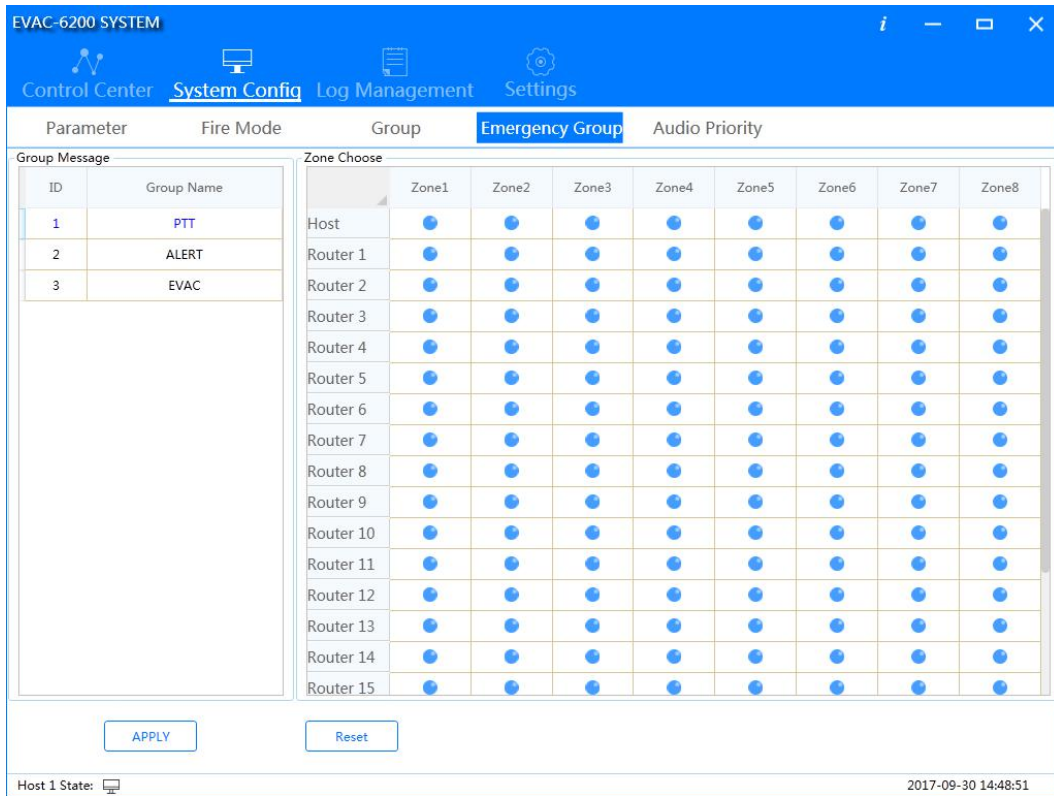 EVAC-6200 SYSTEM
i
Control Center System Config Log Management Settings
Parameter Fire Mode Group Emergency Group Audio Priority
Group Message
ID Group Name
1 PTT
2 ALERT
3 EVAC
Zone Choose
Zone1 Zone2 Zone3 Zone4 Zone5 Zone6 Zone7 Zone8
Host
Router 1
Router 2
Router 3
Router 4
Router 5
Router 6
Router 7
Router 8
Router 9
Router 10
Router 11
Router 12
Router 13
Router 14
Router 15
APPLY Reset
Host 1 State: 2017-09-30 14:48:51